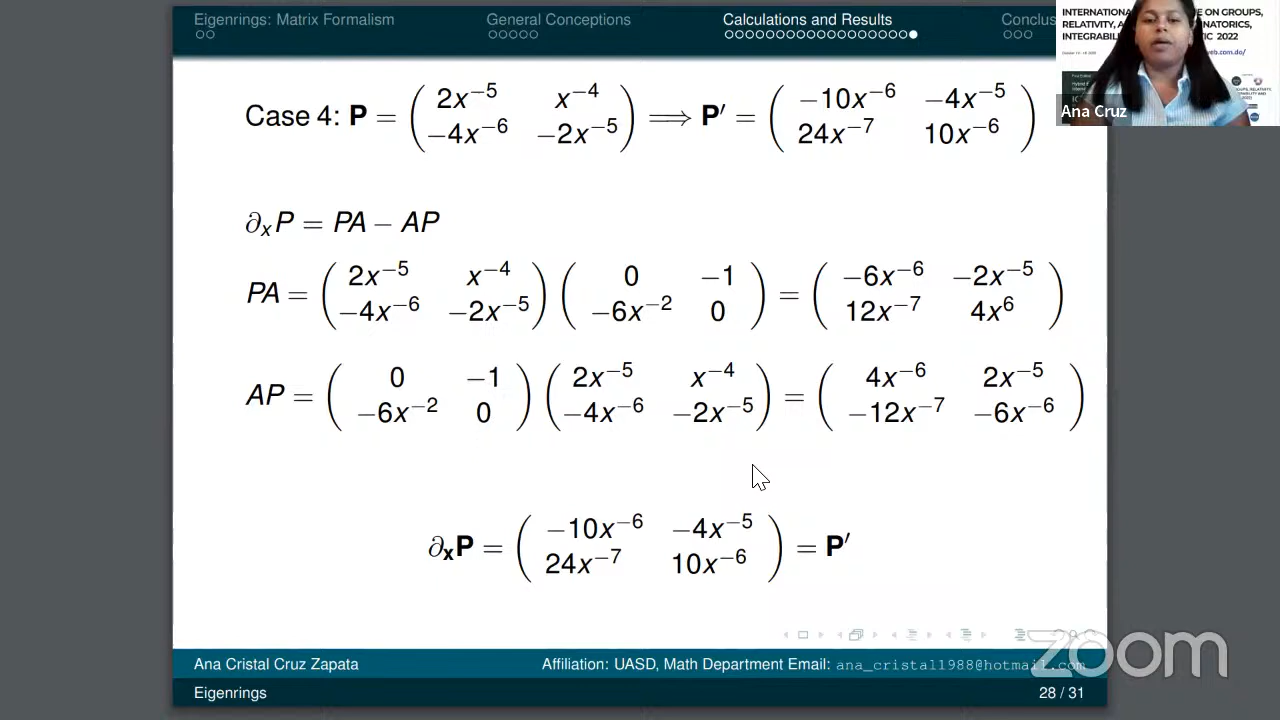 Eigenrings: Matrix Formalism General Conceptions Calculations and Results Conclus
INTERNATIONAL
E ON GROUPS,
RELATIVITY,
NATORICS,
INTEGRABIL
TIC 2022
web.com.do/
Ana Cruz
Case 4: P = ( 2x^{-5} x^{-4} ; -4x^{-6} -2x^{-5} ) ⟹ P′ = ( -10x^{-6} -4x^{-5} ; 24x^{-7} 10x^{-6} )
∂_x P = PA − AP
PA = ( 2x^{-5} x^{-4} ; -4x^{-6} -2x^{-5} ) ( 0 -1 ; -6x^{-2} 0 ) = ( -6x^{-6} -2x^{-5} ; 12x^{-7} 4x^{6} )
AP = ( 0 -1 ; -6x^{-2} 0 ) ( 2x^{-5} x^{-4} ; -4x^{-6} -2x^{-5} ) = ( 4x^{-6} 2x^{-5} ; -12x^{-7} -6x^{-6} )
∂_x P = ( -10x^{-6} -4x^{-5} ; 24x^{-7} 10x^{-6} ) = P′
zoom
Ana Cristal Cruz Zapata Affiliation: UASD, Math Department Email: ana_cristal1988@hotmail.com
Eigenrings 28 / 31